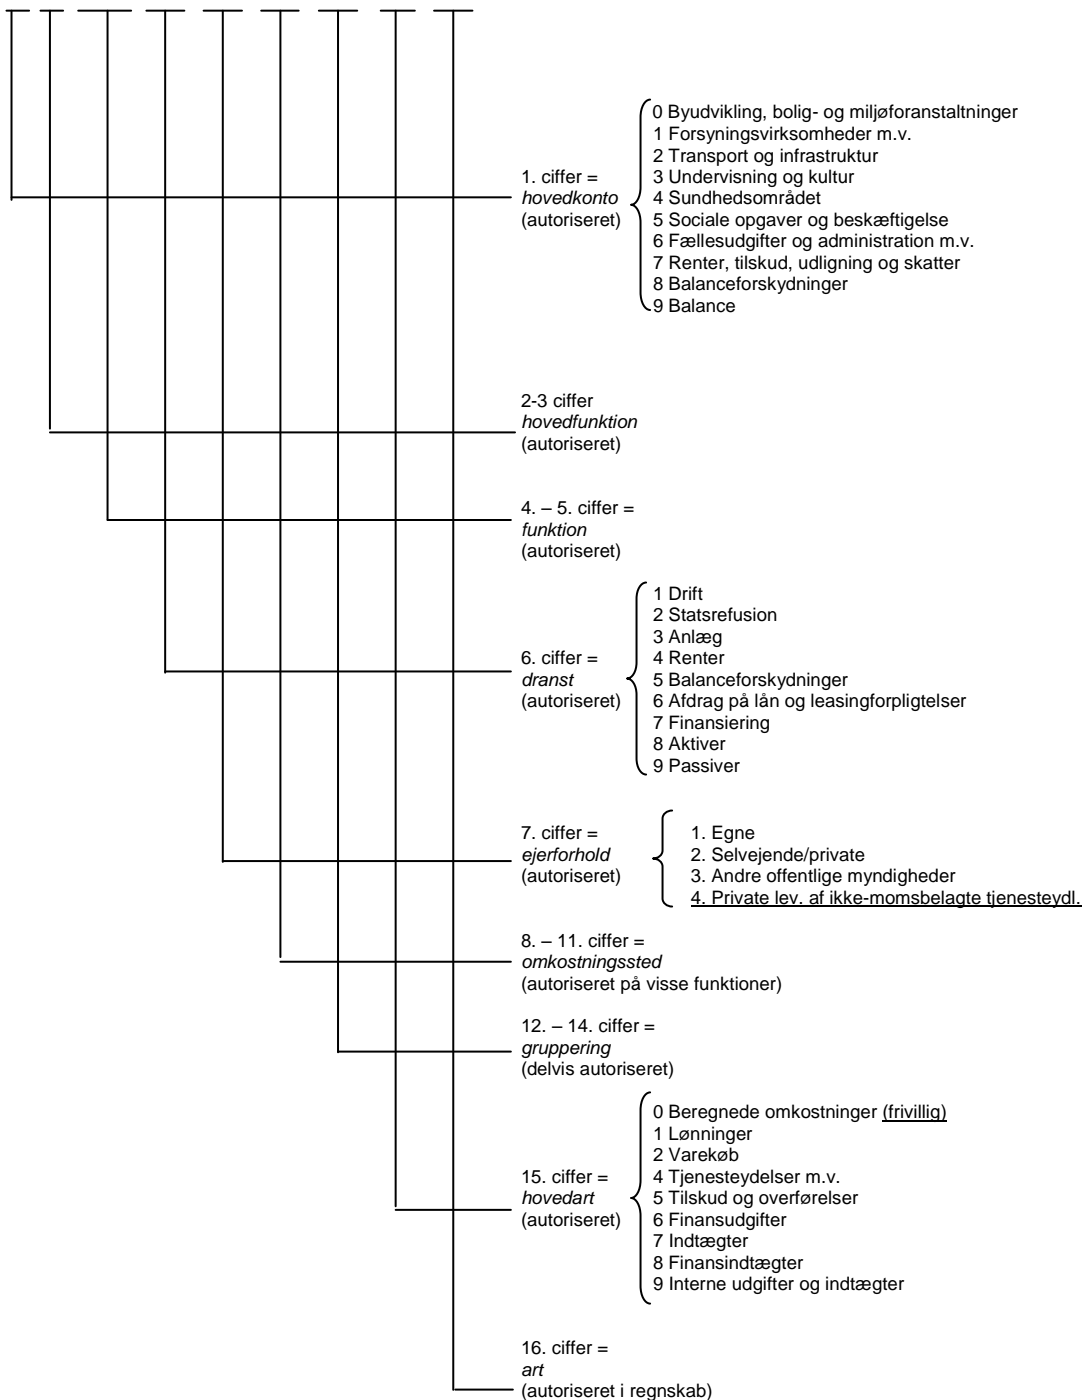 1. ciffer =
hovedkonto
(autoriseret)
0 Byudvikling, bolig- og miljøforanstaltninger
1 Forsyningsvirksomheder m.v.
2 Transport og infrastruktur
3 Undervisning og kultur
4 Sundhedsområdet
5 Sociale opgaver og beskæftigelse
6 Fællesudgifter og administration m.v.
7 Renter, tilskud, udligning og skatter
8 Balanceforskydninger
9 Balance
2-3 ciffer
hovedfunktion
(autoriseret)
4. – 5. ciffer =
funktion
(autoriseret)
6. ciffer =
dranst
(autoriseret)
1 Drift
2 Statsrefusion
3 Anlæg
4 Renter
5 Balanceforskydninger
6 Afdrag på lån og leasingforpligtelser
7 Finansiering
8 Aktiver
9 Passiver
7. ciffer =
ejerforhold
(autoriseret)
1. Egne
2. Selvejende/private
3. Andre offentlige myndigheder
4. Private lev. af ikke-momsbelagte tjenesteydl.
8. – 11. ciffer =
omkostningssted
(autoriseret på visse funktioner)
12. – 14. ciffer =
gruppering
(delvis autoriseret)
15. ciffer =
hovedart
(autoriseret)
0 Beregnede omkostninger (frivillig)
1 Lønninger
2 Varekøb
4 Tjenesteydelser m.v.
5 Tilskud og overførelser
6 Finansudgifter
7 Indtægter
8 Finansindtægter
9 Interne udgifter og indtægter
16. ciffer =
art
(autoriseret i regnskab)